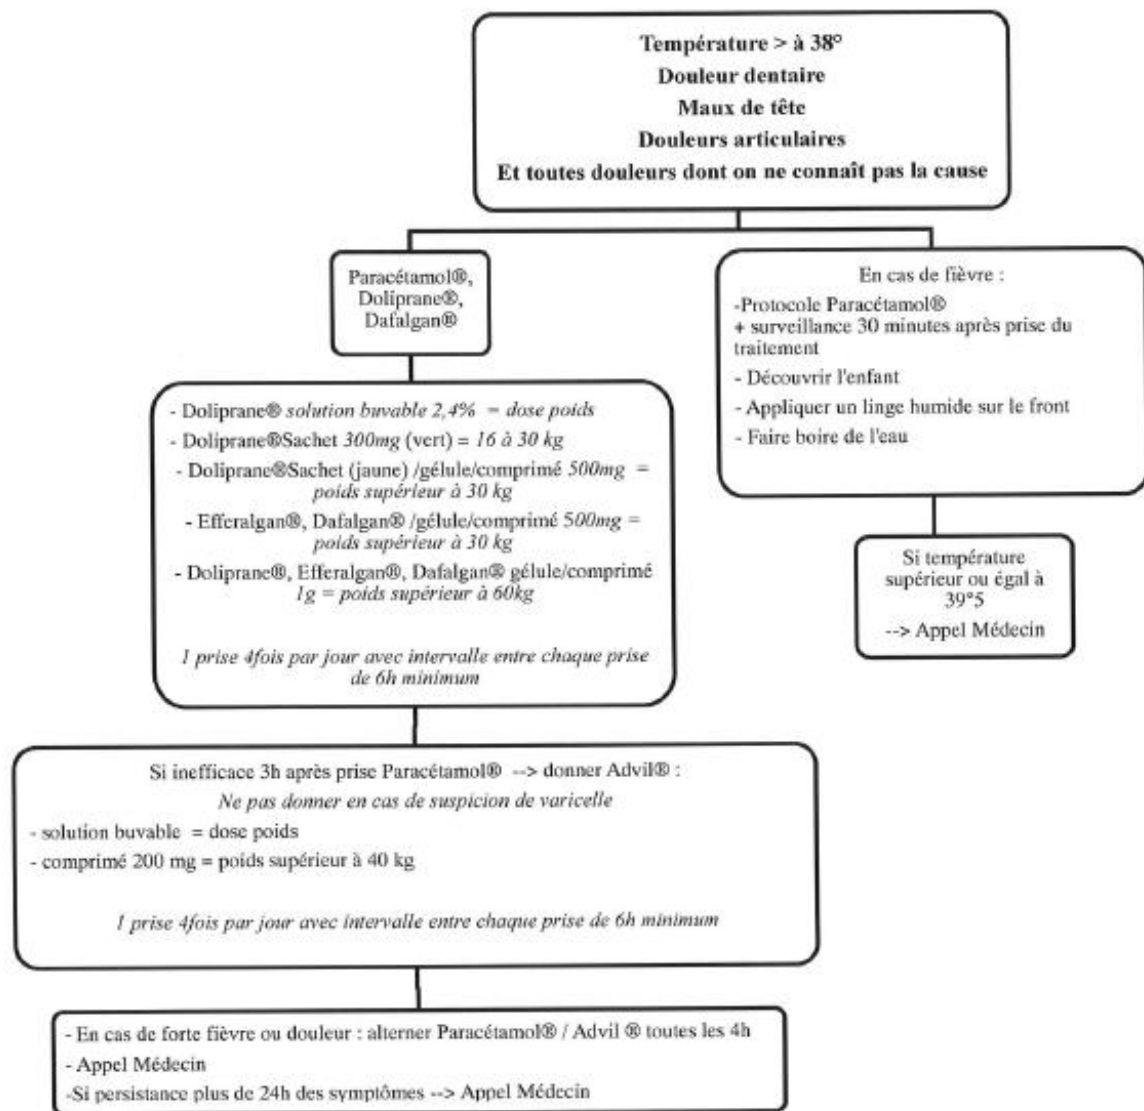 Température > à 38°
Douleur dentaire
Maux de tête
Douleurs articulaires
Et toutes douleurs dont on ne connaît pas la cause
Paracétamol®,
Doliprane®,
Dafalgan®
En cas de fièvre :
-Protocole Paracétamol®
+ surveillance 30 minutes après prise du
traitement
- Découvrir l'enfant
- Appliquer un linge humide sur le front
- Faire boire de l'eau
- Doliprane® solution buvable 2,4% = dose poids
- Doliprane®Sachet 300mg (vert) = 16 à 30 kg
- Doliprane®Sachet (jaune) /gélule/comprimé 500mg =
poids supérieur à 30 kg
- Efferalgan®, Dafalgan® /gélule/comprimé 500mg =
poids supérieur à 30 kg
- Doliprane®, Efferalgan®, Dafalgan® gélule/comprimé
1g = poids supérieur à 60kg
1 prise 4fois par jour avec intervalle entre chaque prise
de 6h minimum
Si température
supérieur ou égal à
39°5
--> Appel Médecin
Si inefficace 3h après prise Paracétamol® --> donner Advil® :
Ne pas donner en cas de suspicion de varicelle
- solution buvable = dose poids
- comprimé 200 mg = poids supérieur à 40 kg
1 prise 4fois par jour avec intervalle entre chaque prise de 6h minimum
- En cas de forte fièvre ou douleur : alterner Paracétamol® / Advil ® toutes les 4h
- Appel Médecin
-Si persistance plus de 24h des symptômes --> Appel Médecin